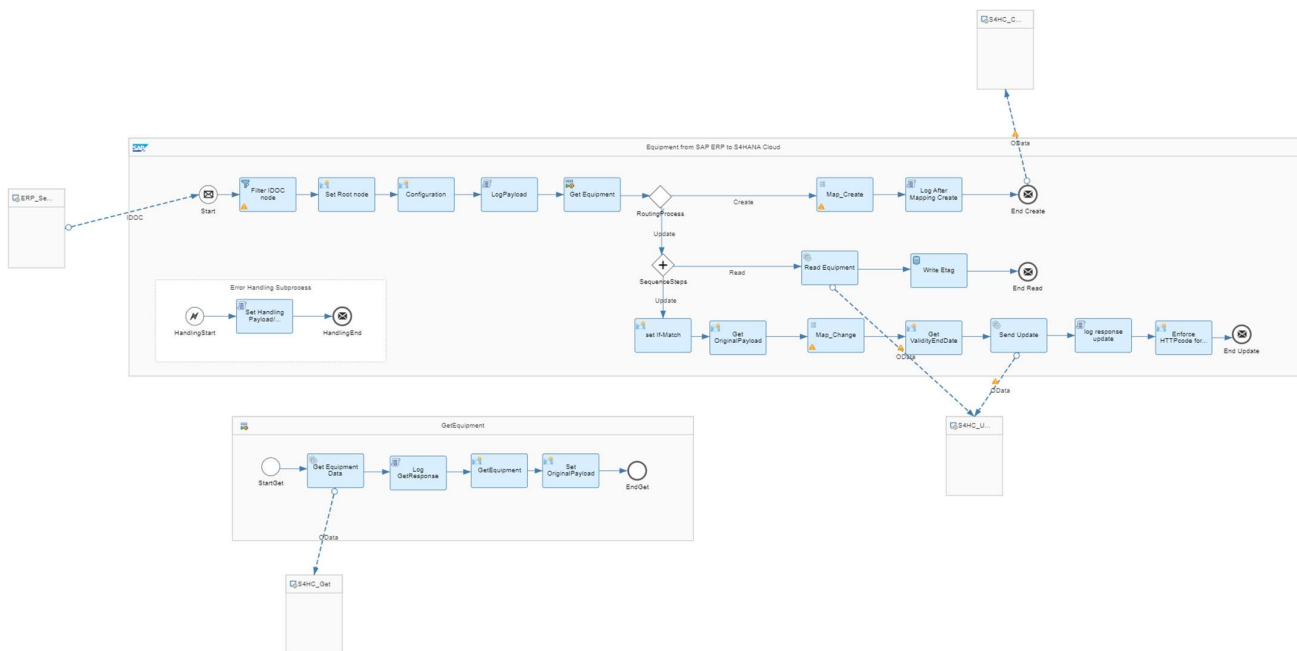 S4HC_C...
OData
SAP
Equipment from SAP ERP to S4HANA Cloud
ERP_Se...
IDOC
Start
Filter IDOC
node
Set Root node
Configuration
LogPayload
Get Equipment
RoutingProcess
Create
Map_Create
Log After
Mapping Create
End Create
Update
SequenceSteps
Read
Read Equipment
Write Etag
End Read
Update
Error Handling Subprocess
HandlingStart
Set Handling
Payload/...
HandlingEnd
set If-Match
Get
OriginalPayload
Map_Change
Get
ValidityEndDate
Send Update
log response
update
Enforce
HTTPcode for...
End Update
OData
OData
S4HC_U...
GetEquipment
StartGet
Get Equipment
Data
Log
GetResponse
GetEquipment
Set
OriginalPayload
EndGet
OData
S4HC_Get